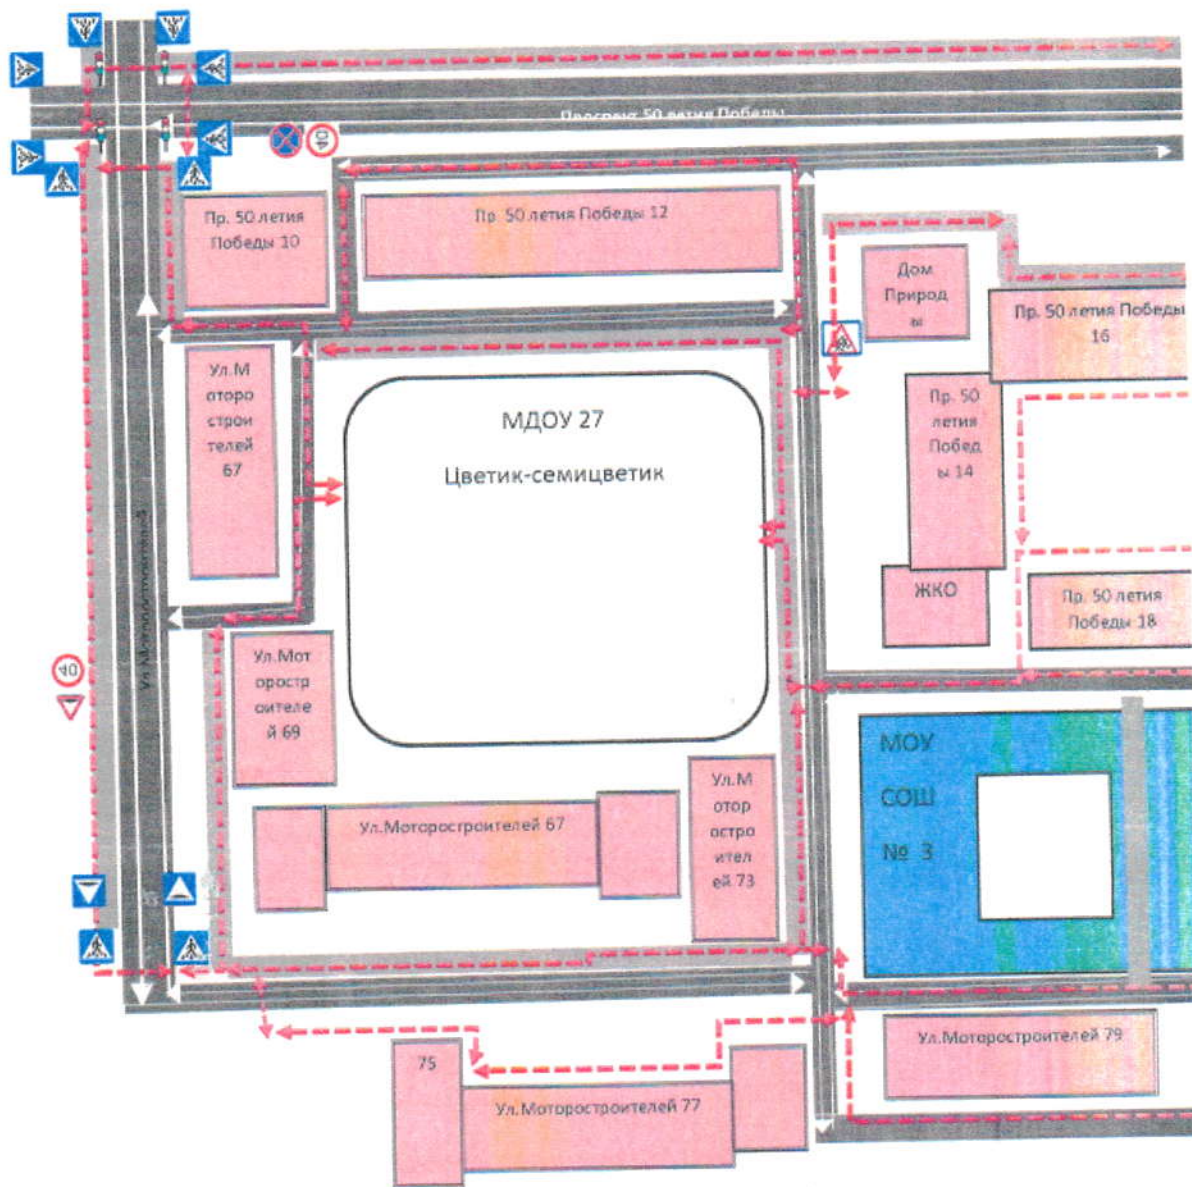 Проспект 50 летия Победы
40
Пр. 50 летия
Победы 10
Пр. 50 летия Победы 12
Дом
Природ
ы
Пр. 50 летия Победы
16
Ул.М
оторо
строи
телей
67
МДОУ 27
Цветик-семицветик
Пр. 50
летия
Побед
ы 14
ЖКО
Пр. 50 летия
Победы 18
Ул.Моторостроителей
40
Ул.Мот
оростр
оителе
й 69
МОУ
СОШ
№ 3
Ул.Моторостроителей 67
Ул.М
отор
остро
ител
ей 73
75
Ул.Моторостроителей 77
Ул.Моторостроителей 79